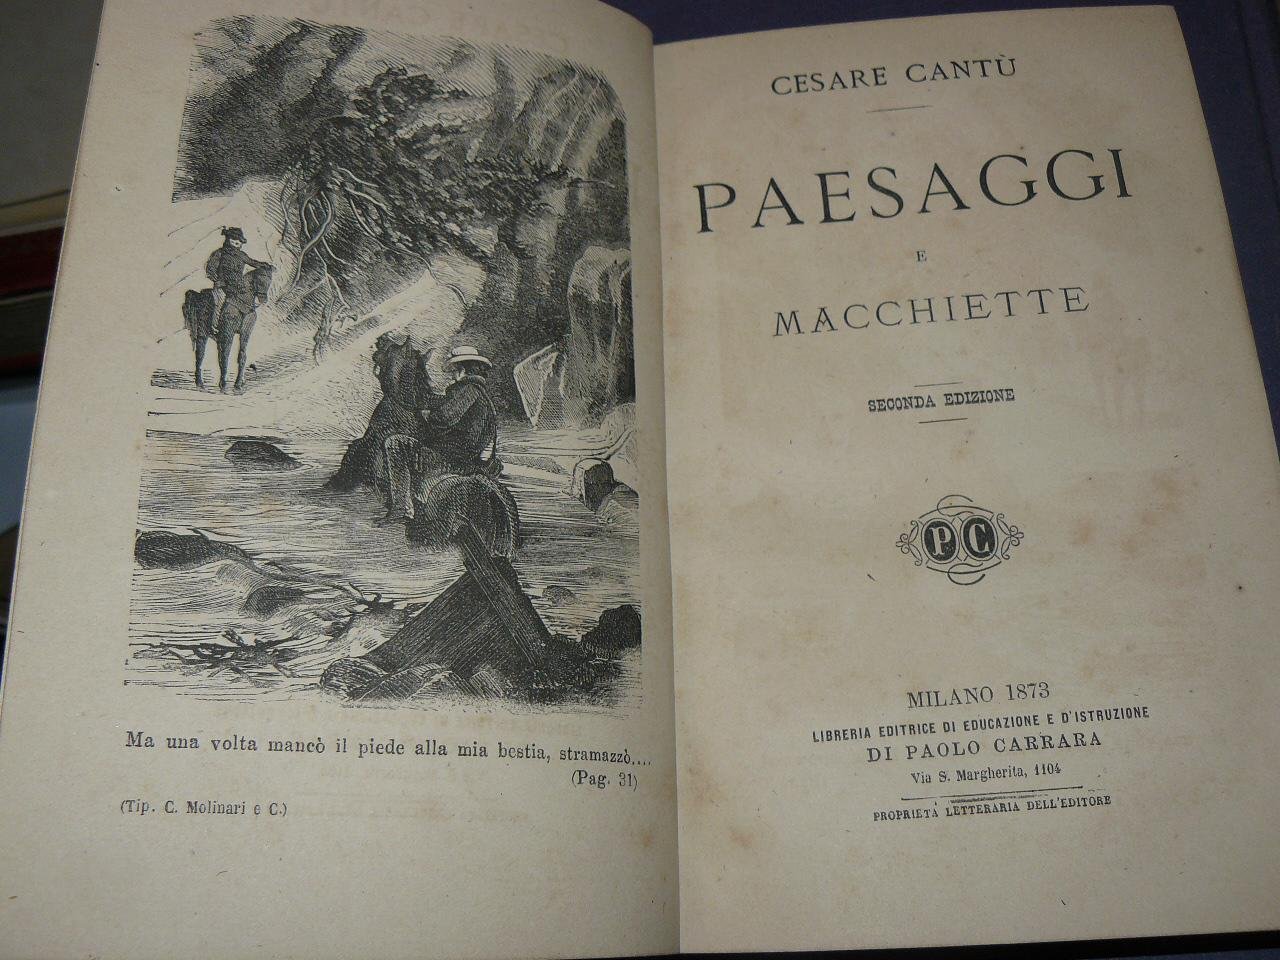 Ma una volta mancò il piede alla mia bestia, stramazzò....
(Pag. 31)
(Tip. C. Molinari e C.)
CESARE CANTÙ
PAESAGGI
E
MACCHIETTE
SECONDA EDIZIONE
P C
MILANO 1873
LIBRERIA EDITRICE DI EDUCAZIONE E D'ISTRUZIONE
DI PAOLO CARRARA
Via S. Margherita, 1104
PROPRIETÀ LETTERARIA DELL'EDITORE